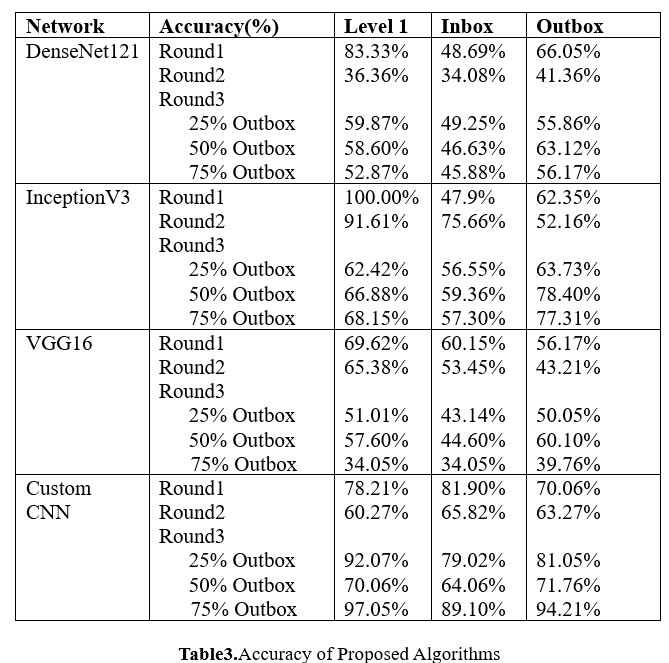 Network Accuracy(%) Level 1 Inbox Outbox
DenseNet121 Round1 83.33% 48.69% 66.05%
Round2 36.36% 34.08% 41.36%
Round3
25% Outbox 59.87% 49.25% 55.86%
50% Outbox 58.60% 46.63% 63.12%
75% Outbox 52.87% 45.88% 56.17%
InceptionV3 Round1 100.00% 47.9% 62.35%
Round2 91.61% 75.66% 52.16%
Round3
25% Outbox 62.42% 56.55% 63.73%
50% Outbox 66.88% 59.36% 78.40%
75% Outbox 68.15% 57.30% 77.31%
VGG16 Round1 69.62% 60.15% 56.17%
Round2 65.38% 53.45% 43.21%
Round3
25% Outbox 51.01% 43.14% 50.05%
50% Outbox 57.60% 44.60% 60.10%
75% Outbox 34.05% 34.05% 39.76%
Custom Round1 78.21% 81.90% 70.06%
CNN Round2 60.27% 65.82% 63.27%
Round3
25% Outbox 92.07% 79.02% 81.05%
50% Outbox 70.06% 64.06% 71.76%
75% Outbox 97.05% 89.10% 94.21%
Table3.Accuracy of Proposed Algorithms